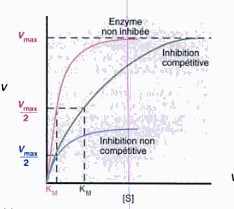 Enzyme
non inhibée
Vmax
Inhibition
compétitive
V
Vmax
2
Inhibition non
compétitive
Vmax
2
KM
KM
[S]